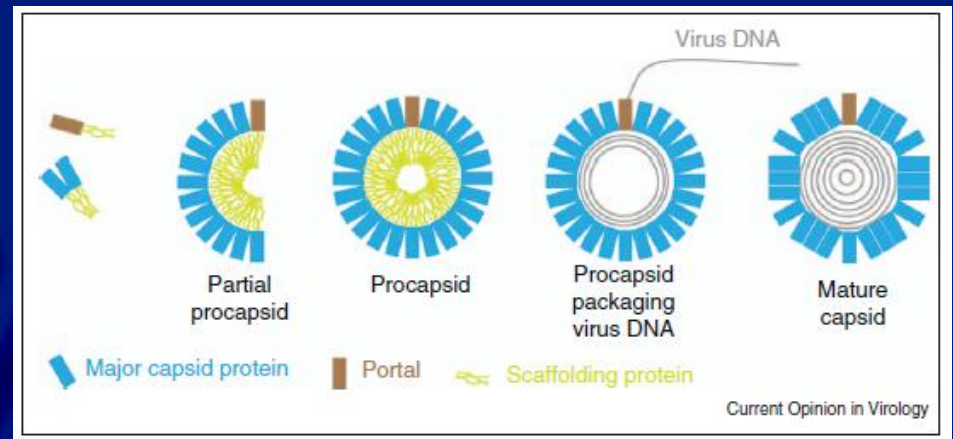 Virus DNA
Partial
procapsid
Procapsid
Procapsid
packaging
virus DNA
Mature
capsid
Major capsid protein
Portal
Scaffolding protein
Current Opinion in Virology